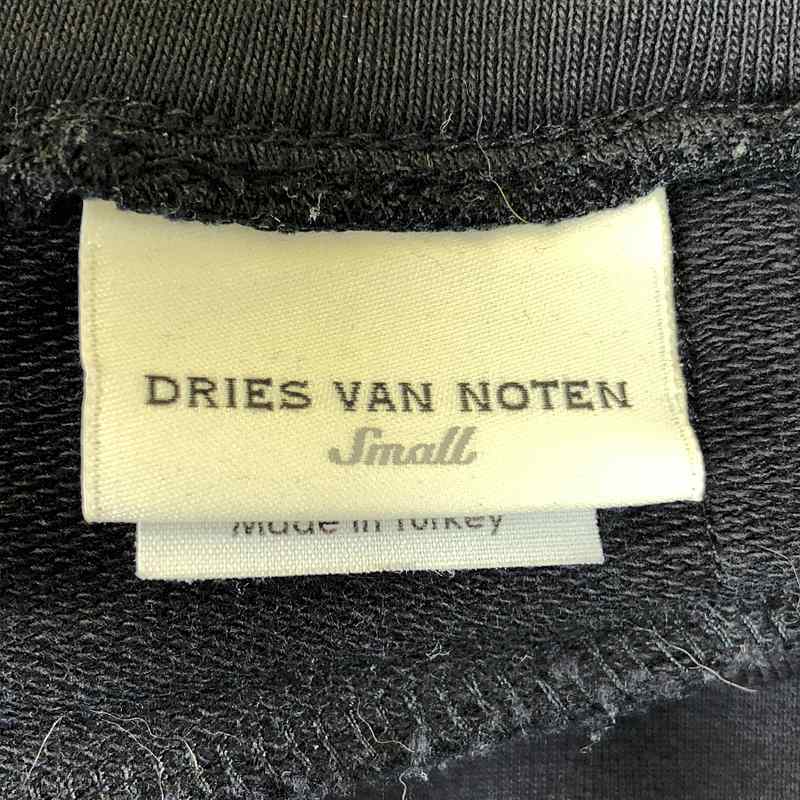 DRIES VAN NOTEN
Small
Made in Turkey